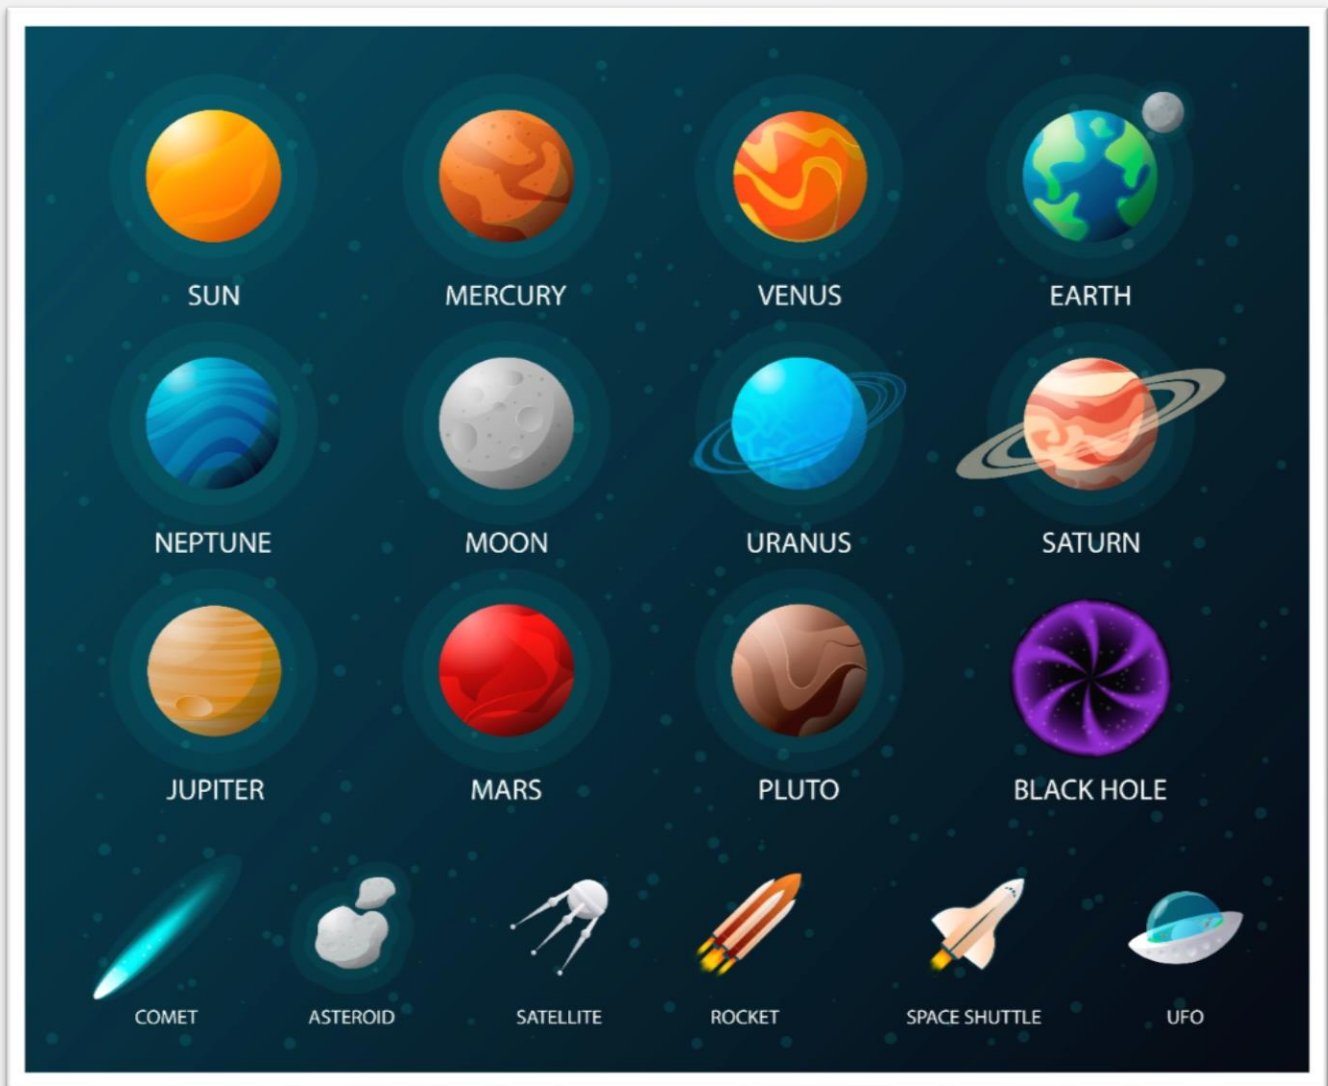 SUN
MERCURY
VENUS
EARTH
NEPTUNE
MOON
URANUS
SATURN
JUPITER
MARS
PLUTO
BLACK HOLE
COMET
ASTEROID
SATELLITE
ROCKET
SPACE SHUTTLE
UFO